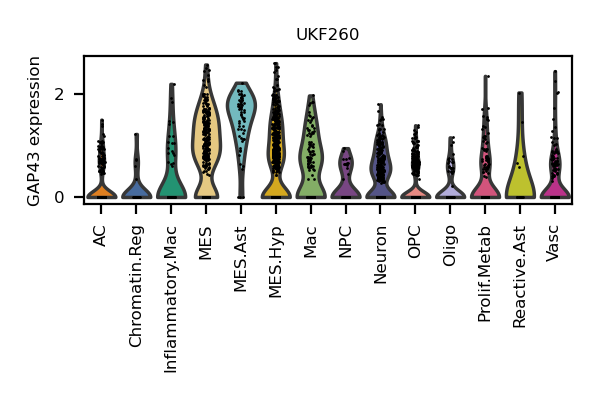 UKF260
GAP43 expression
2
0
AC
Chromatin.Reg
Inflammatory.Mac
MES
MES.Ast
MES.Hyp
Mac
NPC
Neuron
OPC
Oligo
Prolif.Metab
Reactive.Ast
Vasc